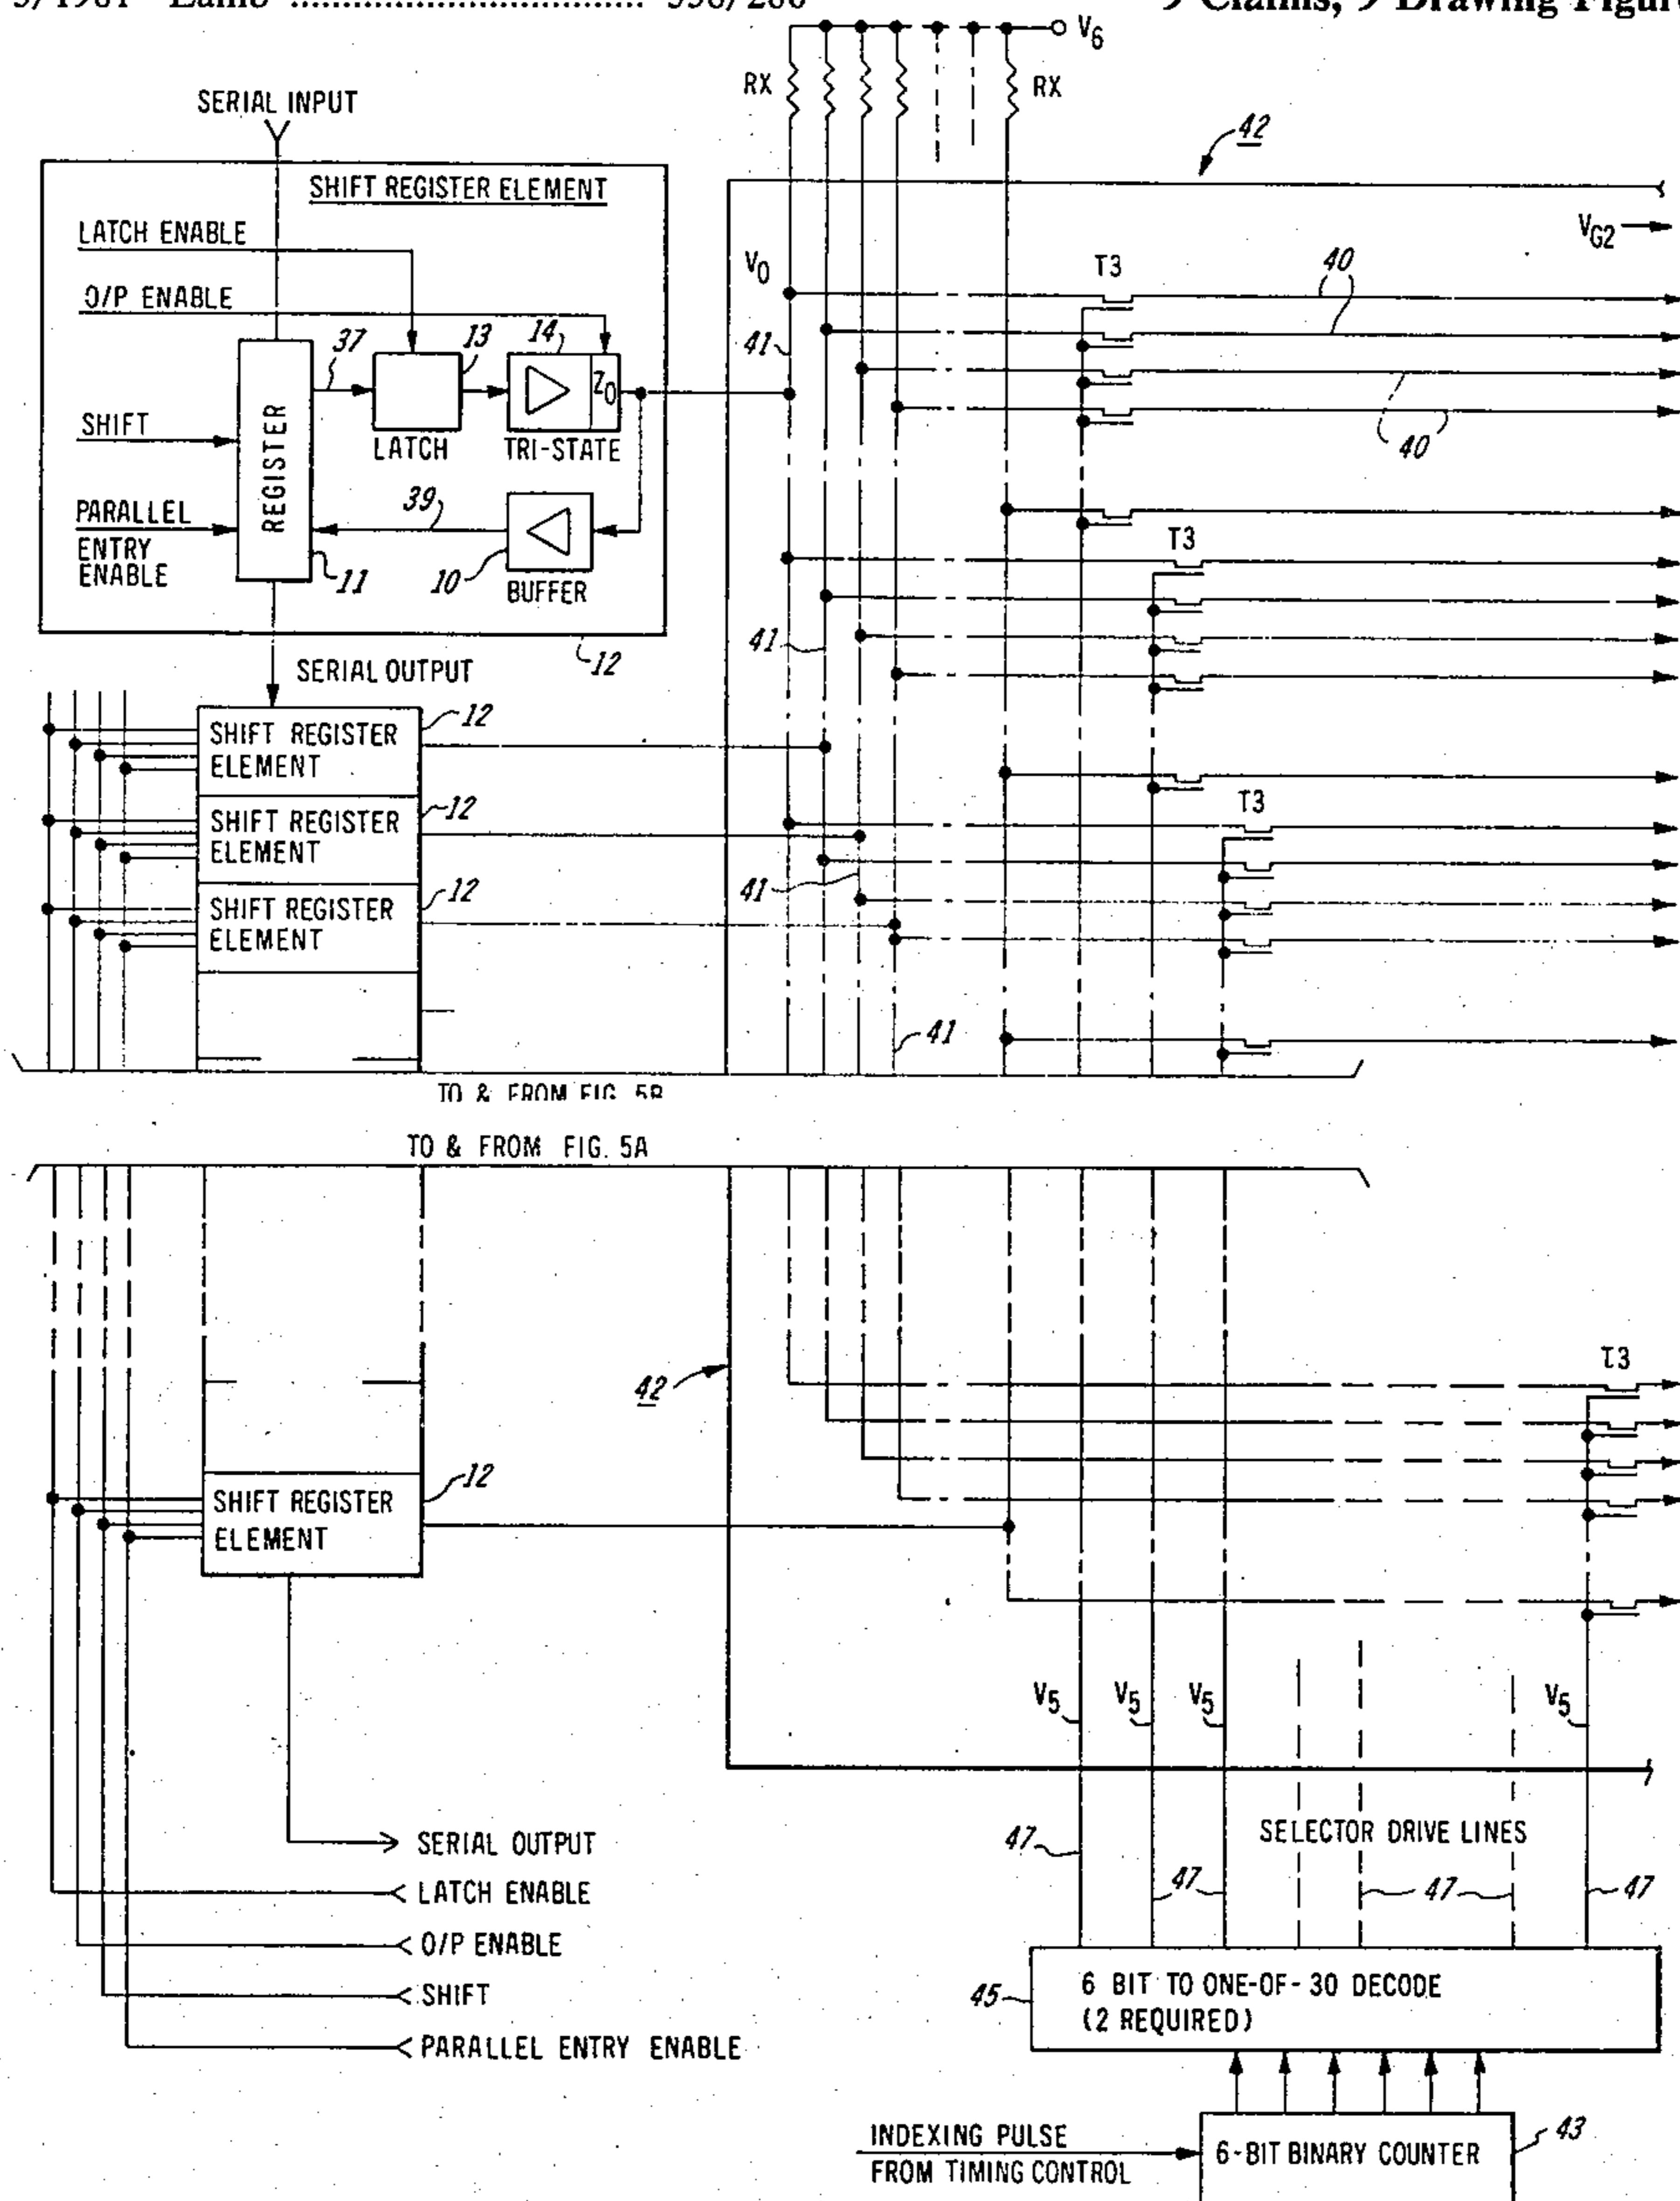 Lamb ................................. 
9 Claims, 9 Drawing
V6
RX
RX
SERIAL INPUT
42
SHIFT REGISTER ELEMENT
VG2
LATCH ENABLE
V0
T3
40
O/P ENABLE
37
13
14
41
Z0
REGISTER
SHIFT
LATCH
TRI-STATE
40
PARALLEL
ENTRY
ENABLE
39
T3
11
10
BUFFER
41
12
SERIAL OUTPUT
SHIFT REGISTER
ELEMENT
12
T3
SHIFT REGISTER
ELEMENT
12
41
SHIFT REGISTER
ELEMENT
12
41
TO & FROM FIG. 5B
TO & FROM FIG. 5A
T3
42
SHIFT REGISTER
ELEMENT
12
V5
V5
V5
V5
SELECTOR DRIVE LINES
SERIAL OUTPUT
47
47
47
47
LATCH ENABLE
O/P ENABLE
SHIFT
45
6 BIT TO ONE-OF-30 DECODE
(2 REQUIRED)
PARALLEL ENTRY ENABLE
INDEXING PULSE
FROM TIMING CONTROL
6-BIT BINARY COUNTER
43